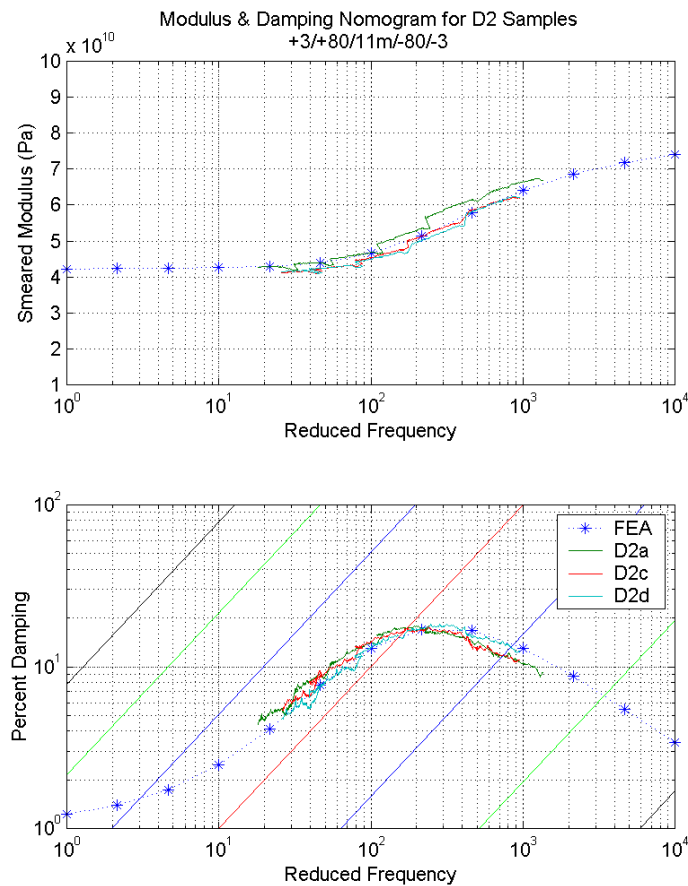 Modulus & Damping Nomogram for D2 Samples
+3/+80/11m/-80/-3
x 10^10
10
9
8
7
6
5
4
3
2
1
Smeared Modulus (Pa)
10^0 10^1 10^2 10^3 10^4
Reduced Frequency
10^2
10^1
10^0
Percent Damping
FEA
D2a
D2c
D2d
10^0 10^1 10^2 10^3 10^4
Reduced Frequency